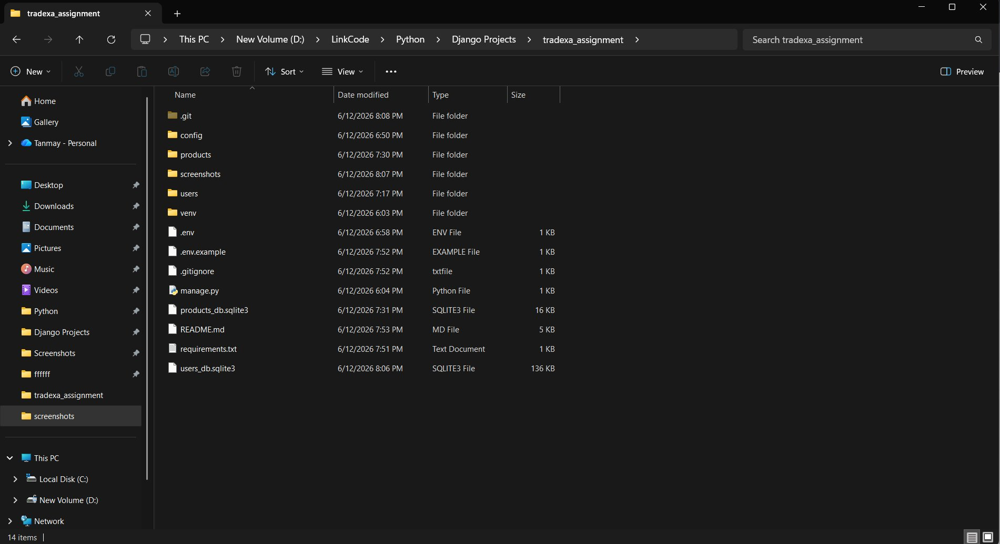 tradexa_assignment
This PC > New Volume (D:) > LinkCode > Python > Django Projects > tradexa_assignment >
Search tradexa_assignment
New
Sort
View
Preview
Home
Gallery
Tanmay - Personal
Desktop
Downloads
Documents
Pictures
Music
Videos
Python
Django Projects
Screenshots
ffffff
tradexa_assignment
screenshots
This PC
Local Disk (C:)
New Volume (D:)
Network
Name Date modified Type Size
.git 6/12/2026 8:08 PM File folder
config 6/12/2026 6:50 PM File folder
products 6/12/2026 7:30 PM File folder
screenshots 6/12/2026 8:07 PM File folder
users 6/12/2026 7:17 PM File folder
venv 6/12/2026 6:03 PM File folder
.env 6/12/2026 6:58 PM ENV File 1 KB
.env.example 6/12/2026 7:52 PM EXAMPLE File 1 KB
.gitignore 6/12/2026 7:52 PM txtfile 1 KB
manage.py 6/12/2026 6:04 PM Python File 1 KB
products_db.sqlite3 6/12/2026 7:31 PM SQLITE3 File 16 KB
README.md 6/12/2026 7:53 PM MD File 5 KB
requirements.txt 6/12/2026 7:51 PM Text Document 1 KB
users_db.sqlite3 6/12/2026 8:06 PM SQLITE3 File 136 KB
14 items